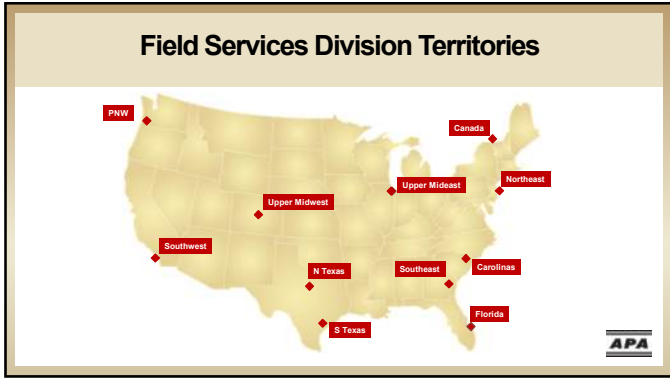 Field Services Division Territories
PNW
Canada
Upper Mideast
Northeast
Upper Midwest
Southwest
N Texas
Southeast
Carolinas
S Texas
Florida
APA